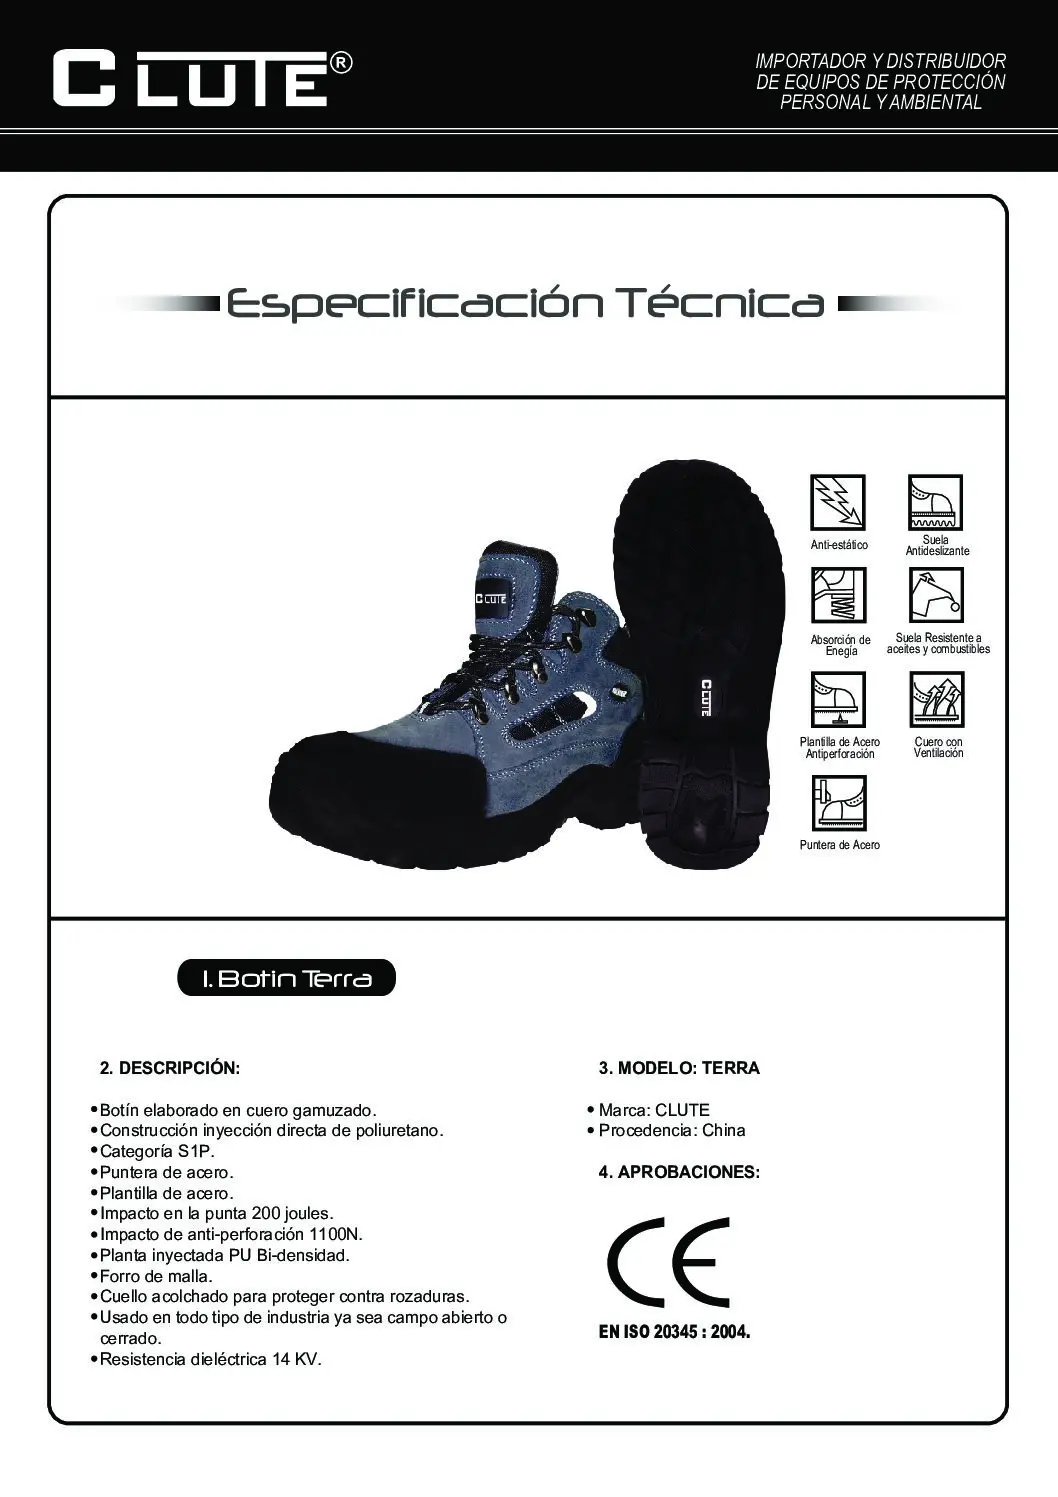 CLUTE®
IMPORTADOR Y DISTRIBUIDOR
DE EQUIPOS DE PROTECCIÓN
PERSONAL Y AMBIENTAL
Especificación Técnica
CLUTE
CLUTE
Anti-estático
Suela
Antideslizante
Absorción de
Enegía
Suela Resistente a
aceites y combustibles
Plantilla de Acero
Antiperforación
Cuero con
Ventilación
Puntera de Acero
1. Botin Terra
2. DESCRIPCIÓN:
•Botín elaborado en cuero gamuzado.
•Construcción inyección directa de poliuretano.
•Categoría S1P.
•Puntera de acero.
•Plantilla de acero.
•Impacto en la punta 200 joules.
•Impacto de anti-perforación 1100N.
•Planta inyectada PU Bi-densidad.
•Forro de malla.
•Cuello acolchado para proteger contra rozaduras.
•Usado en todo tipo de industria ya sea campo abierto o
cerrado.
•Resistencia dieléctrica 14 KV.
3. MODELO: TERRA
• Marca: CLUTE
• Procedencia: China
4. APROBACIONES:
CE
EN ISO 20345 : 2004.